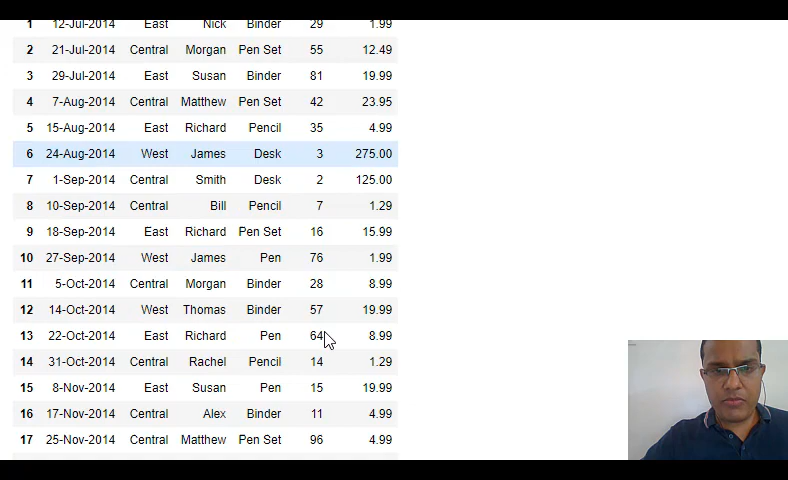 1 12-Jul-2014 East Nick Binder 29 1.99
2 21-Jul-2014 Central Morgan Pen Set 55 12.49
3 29-Jul-2014 East Susan Binder 81 19.99
4 7-Aug-2014 Central Matthew Pen Set 42 23.95
5 15-Aug-2014 East Richard Pencil 35 4.99
6 24-Aug-2014 West James Desk 3 275.00
7 1-Sep-2014 Central Smith Desk 2 125.00
8 10-Sep-2014 Central Bill Pencil 7 1.29
9 18-Sep-2014 East Richard Pen Set 16 15.99
10 27-Sep-2014 West James Pen 76 1.99
11 5-Oct-2014 Central Morgan Binder 28 8.99
12 14-Oct-2014 West Thomas Binder 57 19.99
13 22-Oct-2014 East Richard Pen 64 8.99
14 31-Oct-2014 Central Rachel Pencil 14 1.29
15 8-Nov-2014 East Susan Pen 15 19.99
16 17-Nov-2014 Central Alex Binder 11 4.99
17 25-Nov-2014 Central Matthew Pen Set 96 4.99